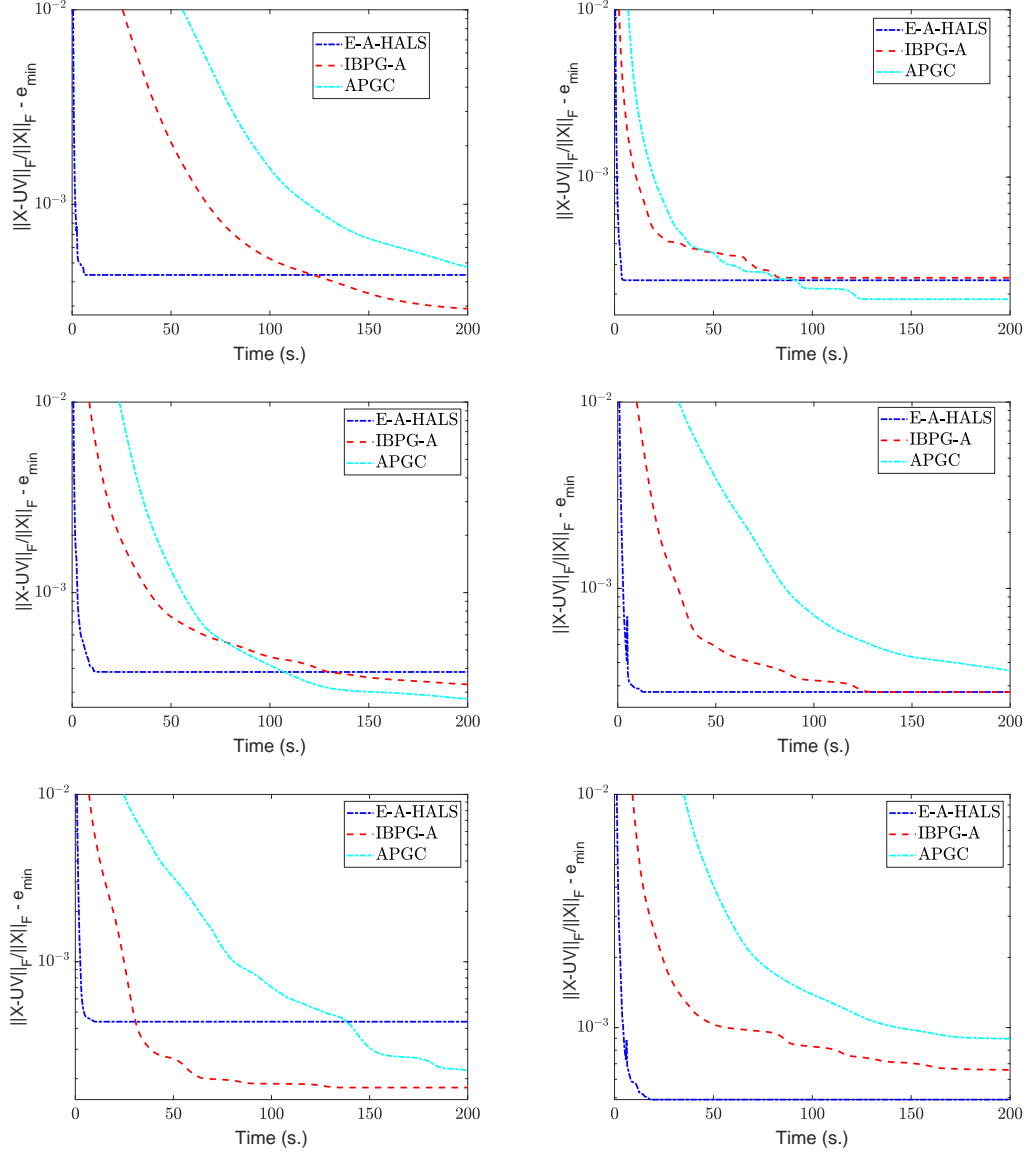 10^-2
10^-3
||X-UV||_F/||X||_F - e_min
E-A-HALS
IBPG-A
APGC
0
50
100
150
200
Time (s.)
10^-2
10^-3
||X-UV||_F/||X||_F - e_min
E-A-HALS
IBPG-A
APGC
0
50
100
150
200
Time (s.)
10^-2
10^-3
||X-UV||_F/||X||_F - e_min
E-A-HALS
IBPG-A
APGC
0
50
100
150
200
Time (s.)
10^-2
10^-3
||X-UV||_F/||X||_F - e_min
E-A-HALS
IBPG-A
APGC
0
50
100
150
200
Time (s.)
10^-2
10^-3
||X-UV||_F/||X||_F - e_min
E-A-HALS
IBPG-A
APGC
0
50
100
150
200
Time (s.)
10^-2
10^-3
||X-UV||_F/||X||_F - e_min
E-A-HALS
IBPG-A
APGC
0
50
100
150
200
Time (s.)